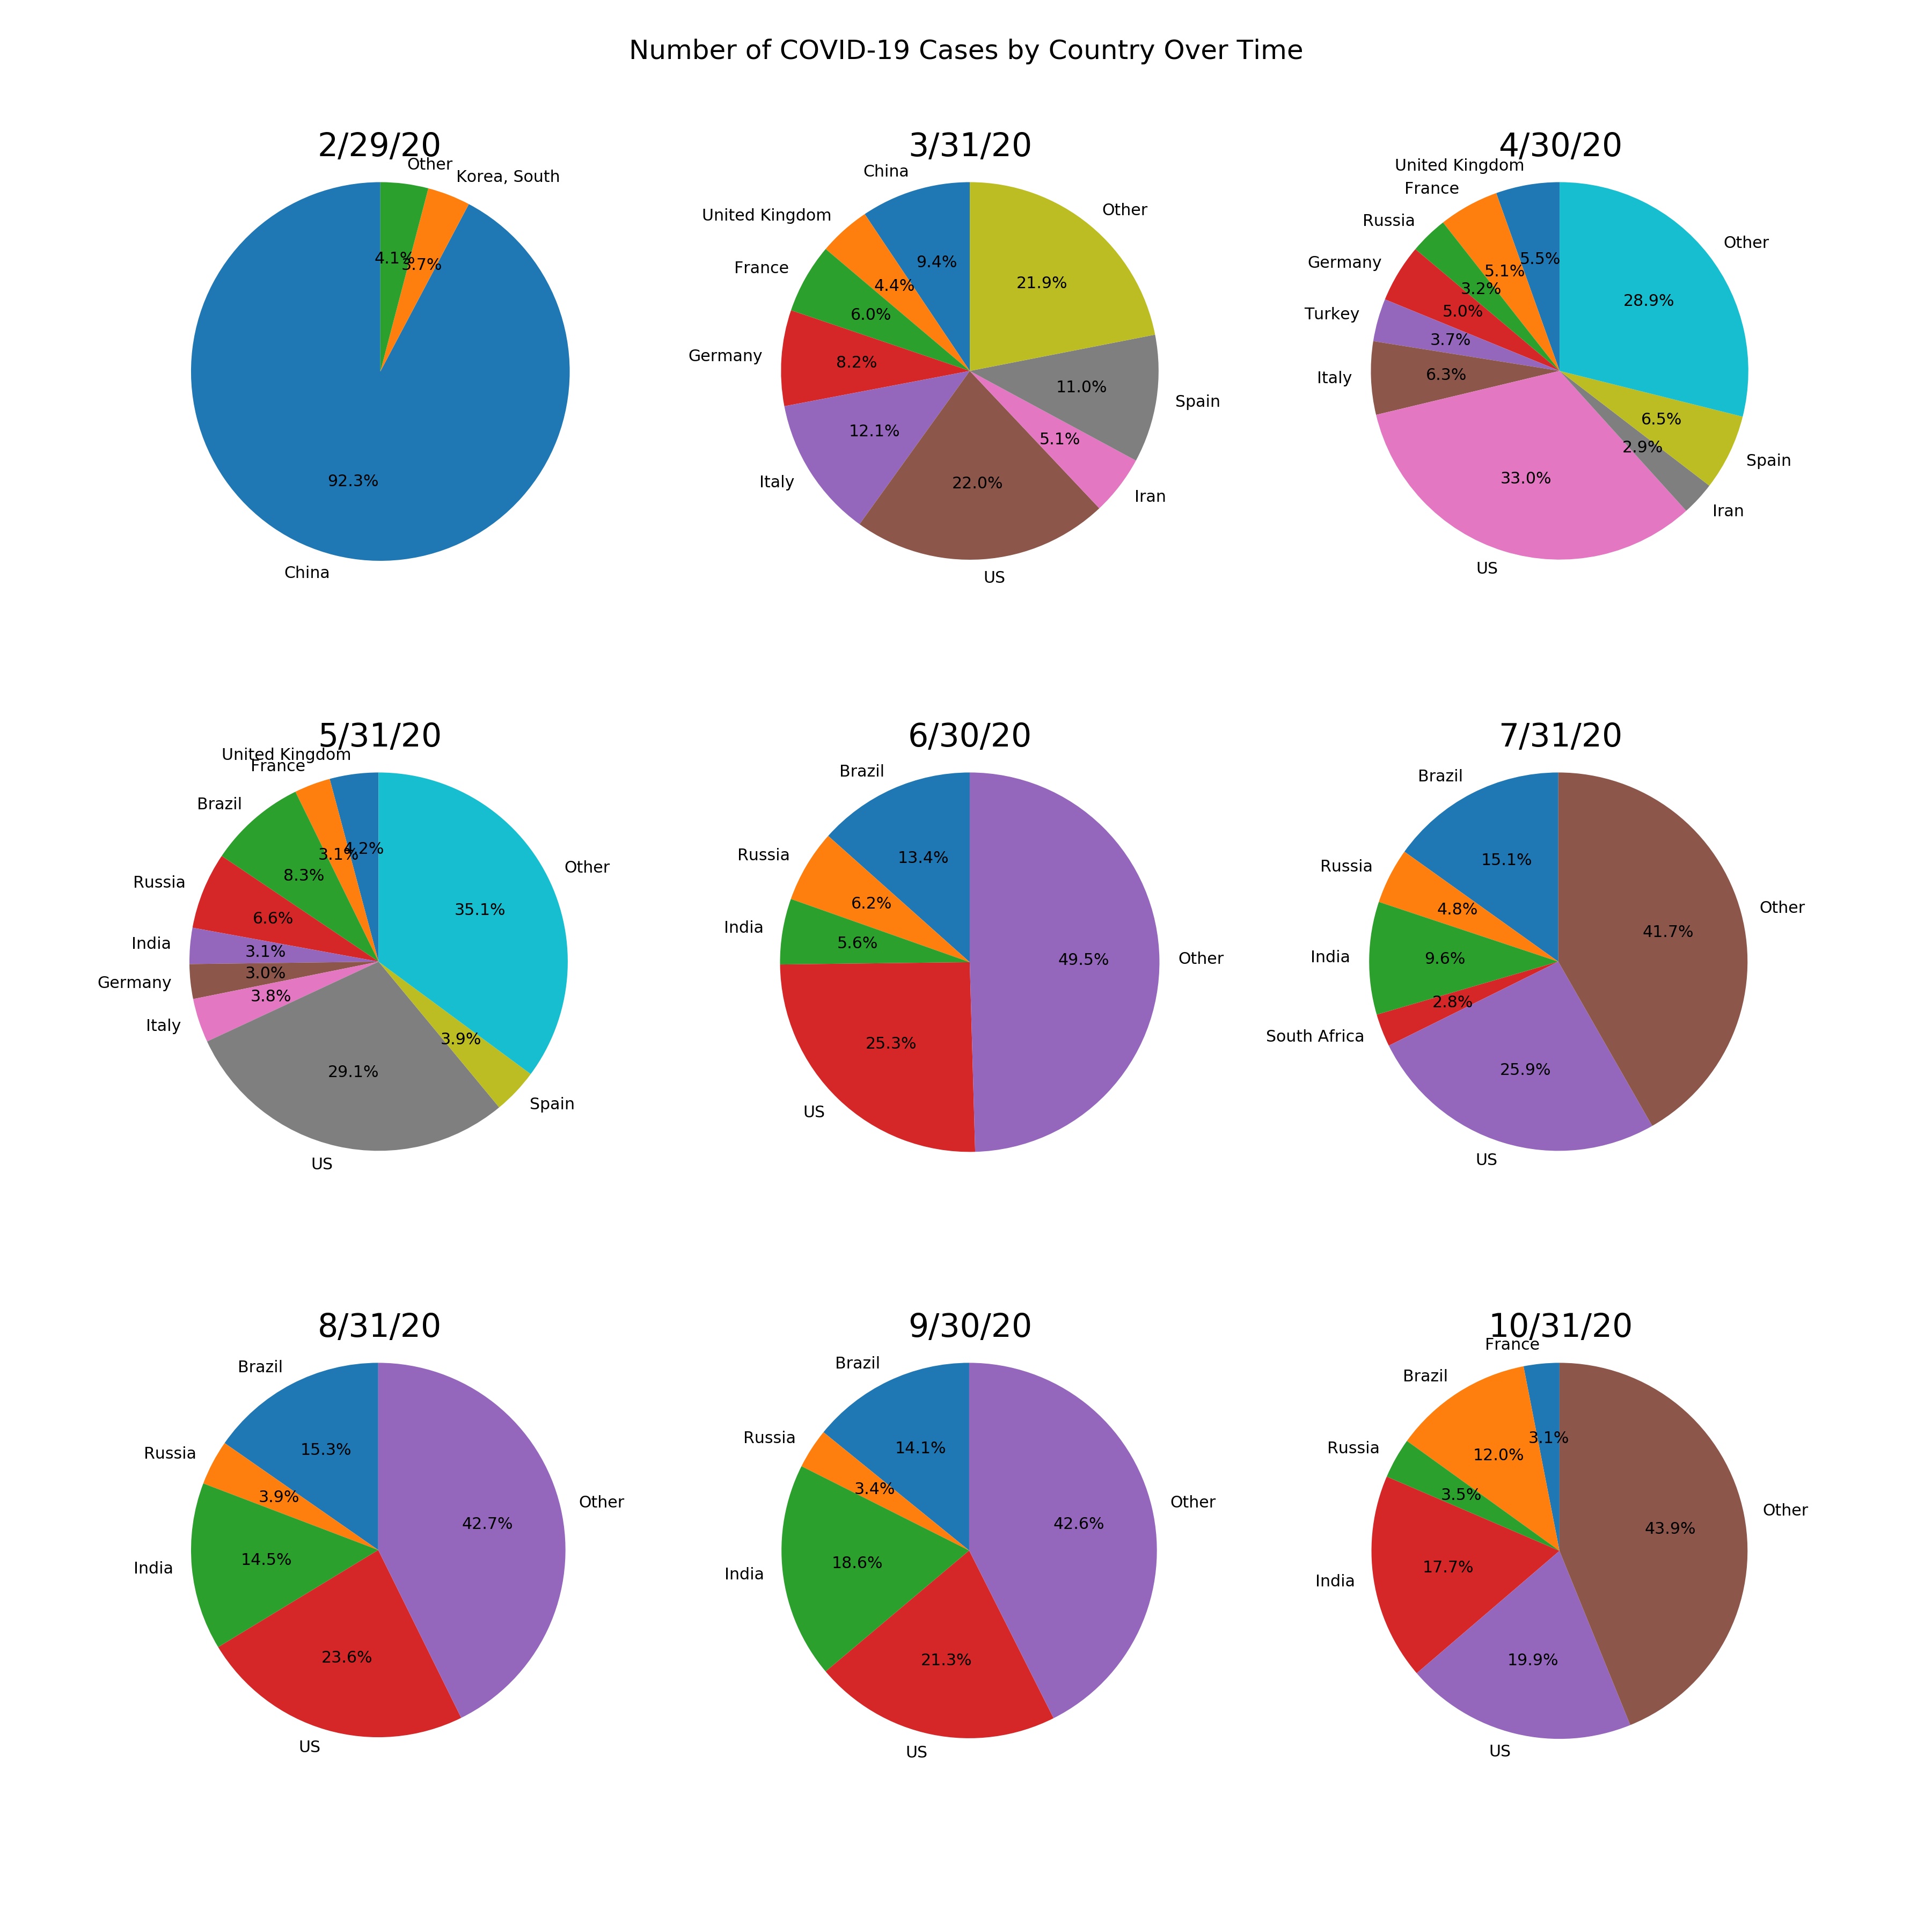 Number of COVID-19 Cases by Country Over Time
2/29/20
Other
Korea, South
4.1%
3.7%
92.3%
China
3/31/20
China
United Kingdom
Other
France
9.4%
4.4%
21.9%
6.0%
Germany
8.2%
11.0%
Spain
12.1%
5.1%
Italy
22.0%
Iran
US
4/30/20
United Kingdom
France
Russia
Other
Germany
5.5%
5.1%
3.2%
28.9%
5.0%
Turkey
3.7%
Italy
6.3%
6.5%
2.9%
Spain
33.0%
Iran
US
5/31/20
United Kingdom
France
Brazil
4.2%
3.1%
Other
8.3%
Russia
35.1%
6.6%
India
3.1%
3.0%
Germany
3.8%
Italy
3.9%
29.1%
Spain
US
6/30/20
Brazil
Russia
13.4%
6.2%
India
5.6%
49.5%
Other
25.3%
US
7/31/20
Brazil
Russia
15.1%
4.8%
Other
41.7%
India
9.6%
2.8%
South Africa
25.9%
US
8/31/20
Brazil
Russia
15.3%
3.9%
Other
42.7%
14.5%
India
23.6%
US
9/30/20
Brazil
Russia
14.1%
3.4%
Other
42.6%
18.6%
India
21.3%
US
10/31/20
France
Brazil
Russia
3.1%
12.0%
3.5%
Other
43.9%
17.7%
India
19.9%
US